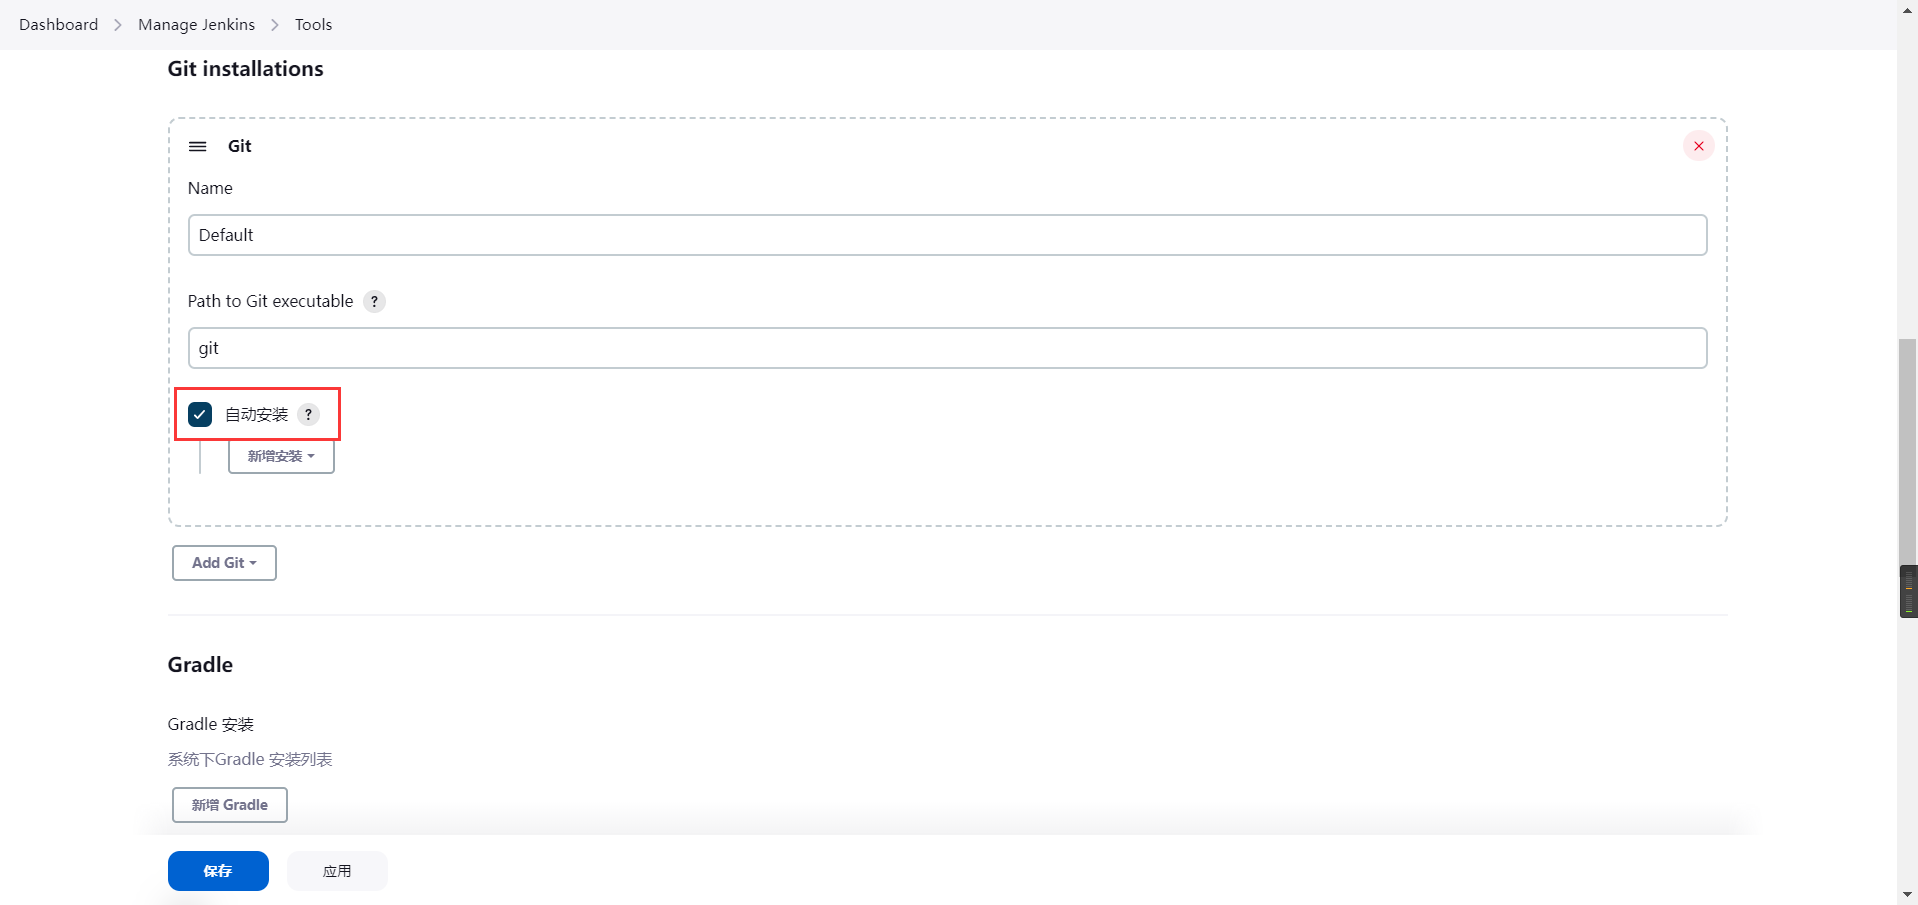 Dashboard > Manage Jenkins > Tools
Git installations
Git
Name
Default
Path to Git executable ?
git
自动安装 ?
新增安装
Add Git
Gradle
Gradle 安装
系统下Gradle 安装列表
新增 Gradle
保存 应用